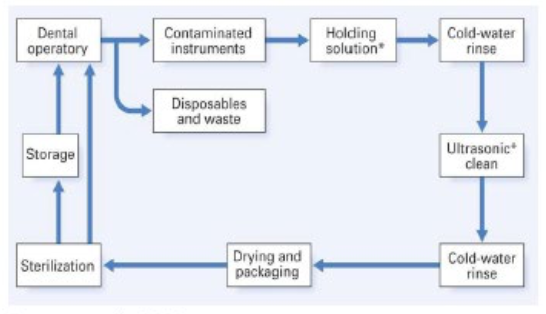 Dental
operatory
Contaminated
instruments
Holding
solution*
Cold-water
rinse
Disposables
and waste
Storage
Ultrasonic+
clean
Sterilization
Drying and
packaging
Cold-water
rinse